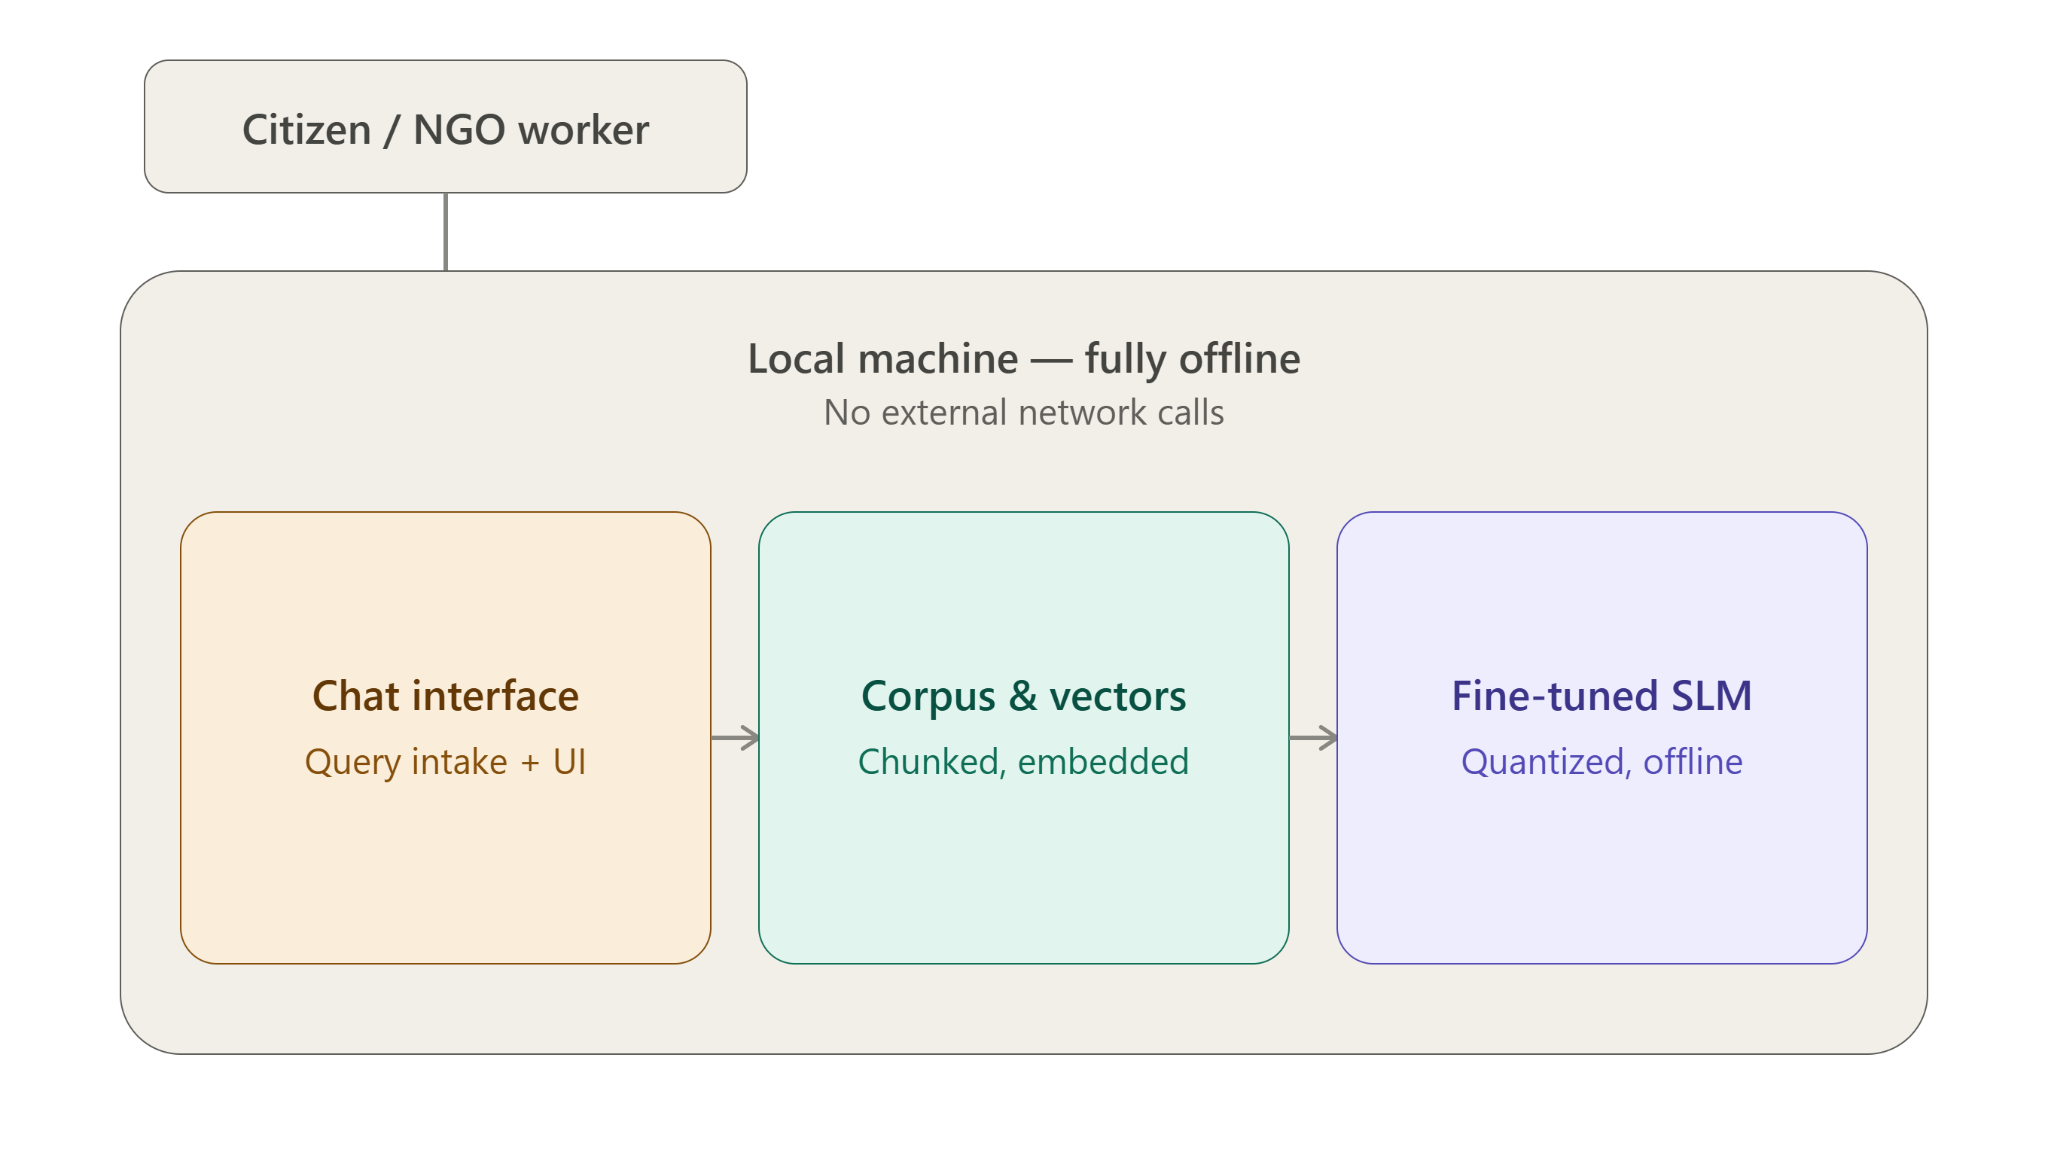 Citizen / NGO worker
Local machine — fully offline
No external network calls
Chat interface
Query intake + UI
Corpus & vectors
Chunked, embedded
Fine-tuned SLM
Quantized, offline